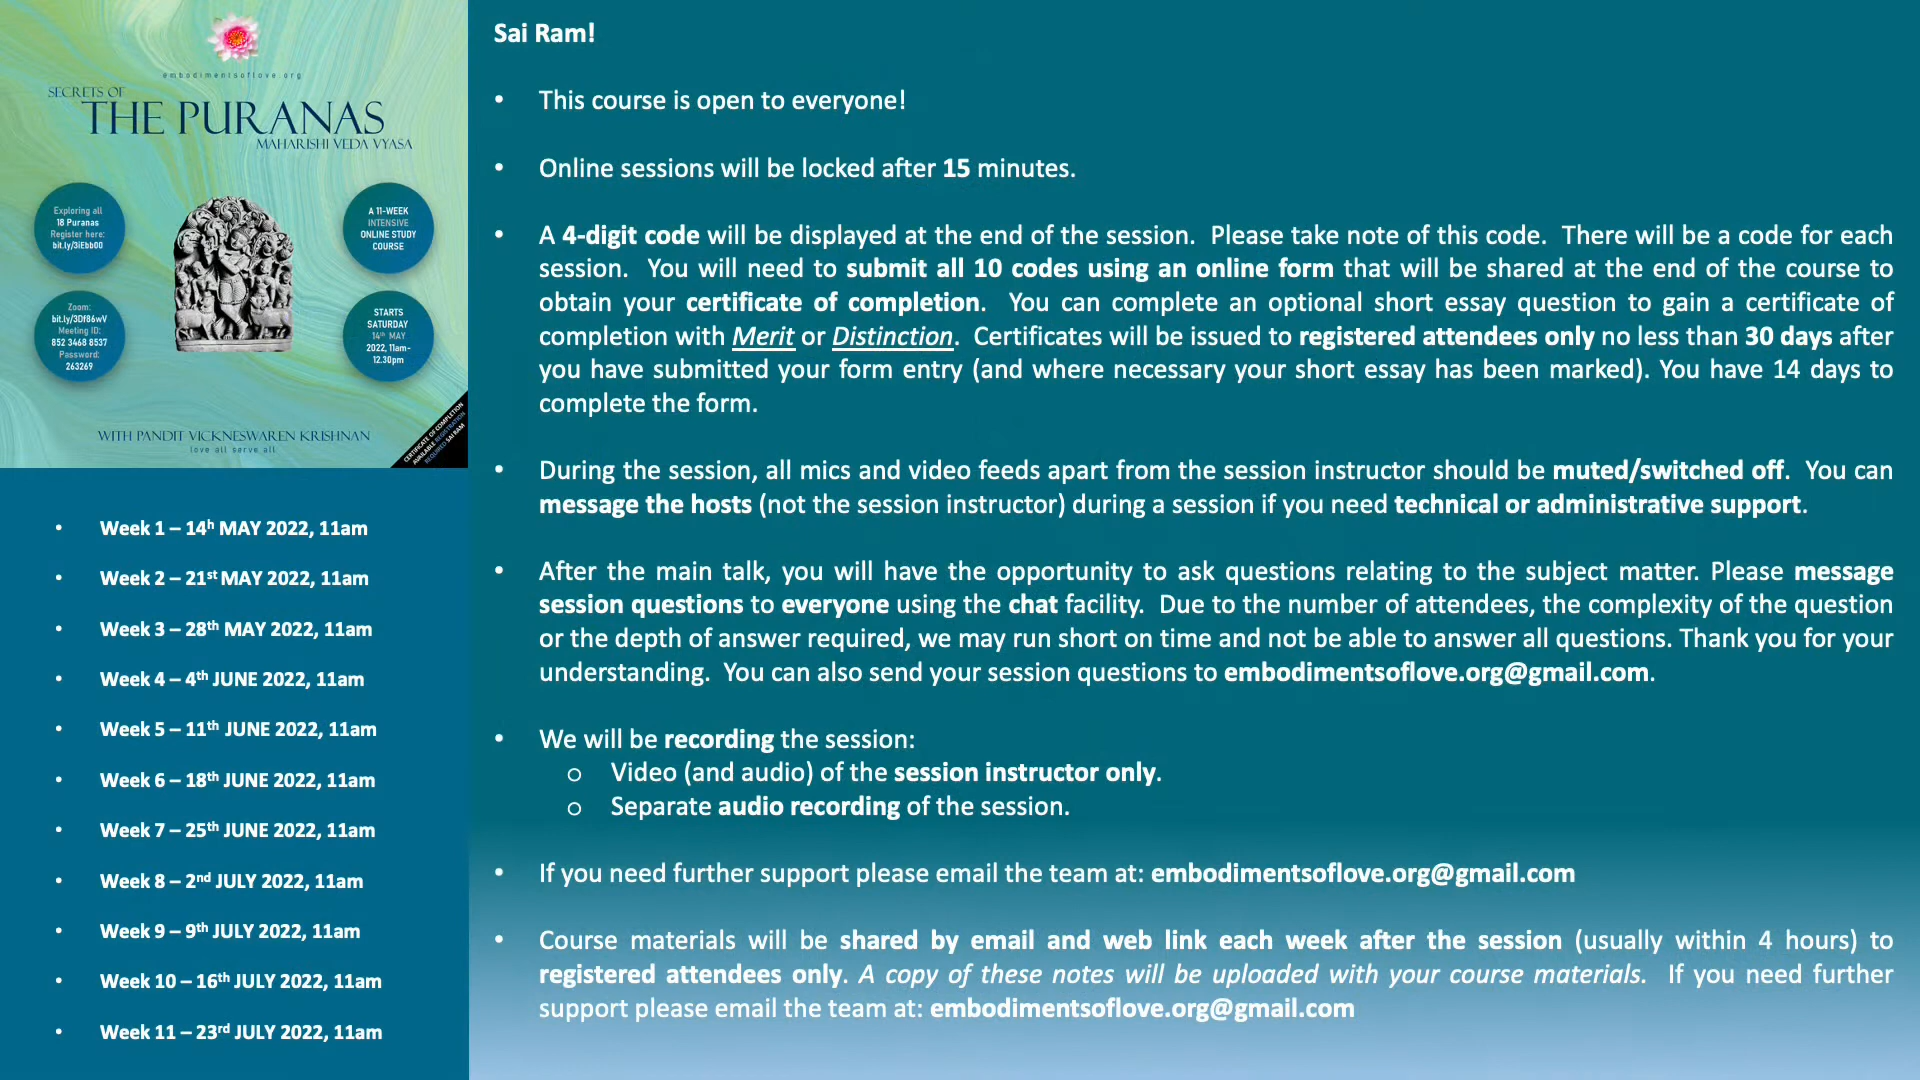 embodimentsoflove.org
SECRETS OF
THE PURANAS
MAHARISHI VEDA VYASA
Exploring all
18 Puranas
Register here:
bit.ly/3iEbb00
A 11-WEEK
INTENSIVE
ONLINE STUDY
COURSE
Zoom:
bit.ly/3Df86wV
Meeting ID:
852 3468 8537
Password:
263269
STARTS
SATURDAY
14th MAY
2022, 11am-
12.30pm
WITH PANDIT VICKNESWAREN KRISHNAN
love all serve all
CERTIFICATE OF COMPLETION
AVAILABLE REGISTRATION
REQUIRED SAI RAM
• Week 1 – 14h MAY 2022, 11am
• Week 2 – 21st MAY 2022, 11am
• Week 3 – 28th MAY 2022, 11am
• Week 4 – 4th JUNE 2022, 11am
• Week 5 – 11th JUNE 2022, 11am
• Week 6 – 18th JUNE 2022, 11am
• Week 7 – 25th JUNE 2022, 11am
• Week 8 – 2nd JULY 2022, 11am
• Week 9 – 9th JULY 2022, 11am
• Week 10 – 16th JULY 2022, 11am
• Week 11 – 23rd JULY 2022, 11am
Sai Ram!
• This course is open to everyone!
• Online sessions will be locked after 15 minutes.
• A 4-digit code will be displayed at the end of the session. Please take note of this code. There will be a code for each
session. You will need to submit all 10 codes using an online form that will be shared at the end of the course to
obtain your certificate of completion. You can complete an optional short essay question to gain a certificate of
completion with Merit or Distinction. Certificates will be issued to registered attendees only no less than 30 days after
you have submitted your form entry (and where necessary your short essay has been marked). You have 14 days to
complete the form.
• During the session, all mics and video feeds apart from the session instructor should be muted/switched off. You can
message the hosts (not the session instructor) during a session if you need technical or administrative support.
• After the main talk, you will have the opportunity to ask questions relating to the subject matter. Please message
session questions to everyone using the chat facility. Due to the number of attendees, the complexity of the question
or the depth of answer required, we may run short on time and not be able to answer all questions. Thank you for your
understanding. You can also send your session questions to embodimentsoflove.org@gmail.com.
• We will be recording the session:
o Video (and audio) of the session instructor only.
o Separate audio recording of the session.
• If you need further support please email the team at: embodimentsoflove.org@gmail.com
• Course materials will be shared by email and web link each week after the session (usually within 4 hours) to
registered attendees only. A copy of these notes will be uploaded with your course materials. If you need further
support please email the team at: embodimentsoflove.org@gmail.com